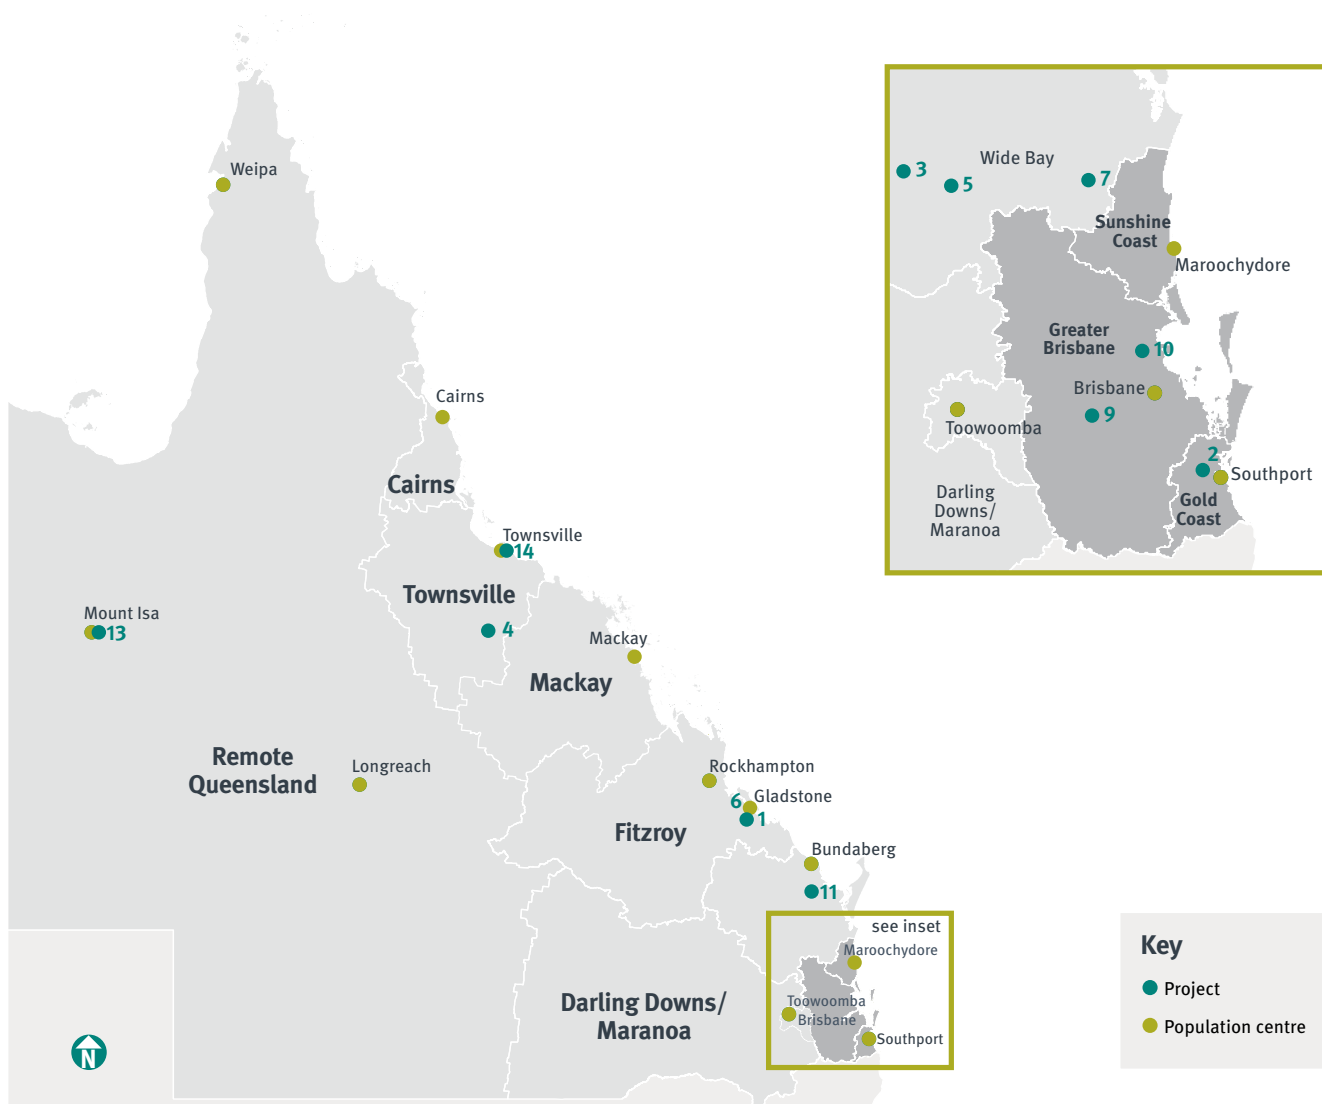 Weipa
Cairns
Cairns
Townsville
14
Townsville
4
Mount Isa
13
Mackay
Mackay
Remote
Queensland
Longreach
Rockhampton
6
Gladstone
1
Fitzroy
Bundaberg
11
see inset
Maroochydore
Toowoomba
Brisbane
Southport
Darling Downs/
Maranoa
N
3
Wide Bay
5
7
Sunshine
Coast
Maroochydore
Greater
Brisbane
10
Brisbane
9
Toowoomba
2
Southport
Gold
Coast
Darling
Downs/
Maranoa
Key
Project
Population centre